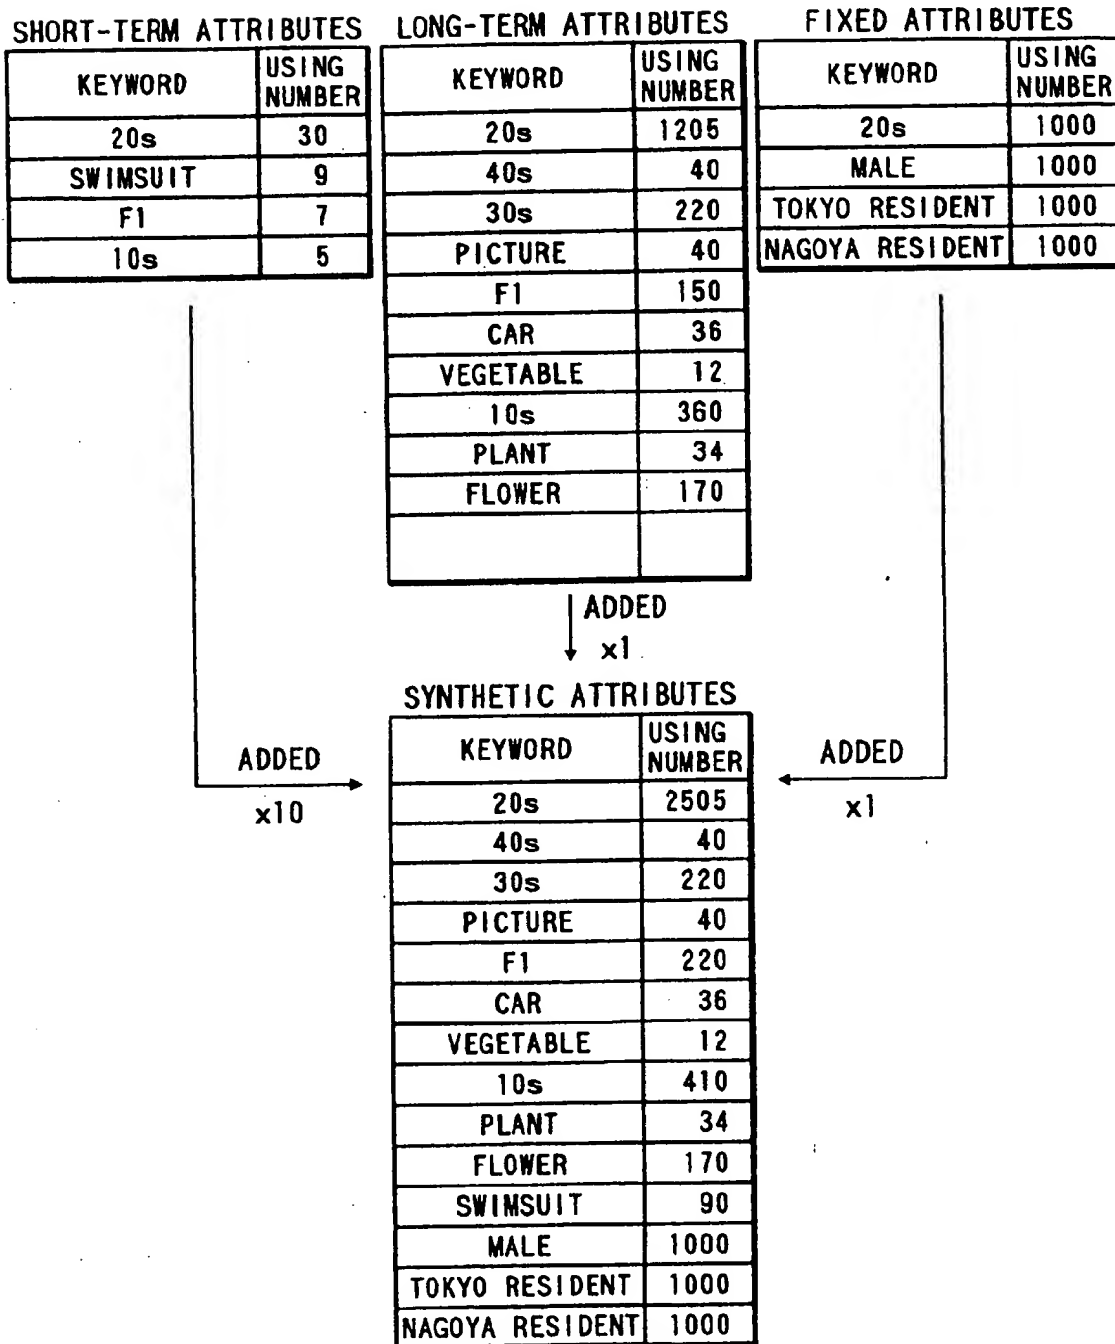 SHORT-TERM ATTRIBUTES
KEYWORD USING NUMBER
20s 30
SWIMSUIT 9
F1 7
10s 5
LONG-TERM ATTRIBUTES
KEYWORD USING NUMBER
20s 1205
40s 40
30s 220
PICTURE 40
F1 150
CAR 36
VEGETABLE 12
10s 360
PLANT 34
FLOWER 170
FIXED ATTRIBUTES
KEYWORD USING NUMBER
20s 1000
MALE 1000
TOKYO RESIDENT 1000
NAGOYA RESIDENT 1000
ADDED
x1
ADDED
x10
ADDED
x1
SYNTHETIC ATTRIBUTES
KEYWORD USING NUMBER
20s 2505
40s 40
30s 220
PICTURE 40
F1 220
CAR 36
VEGETABLE 12
10s 410
PLANT 34
FLOWER 170
SWIMSUIT 90
MALE 1000
TOKYO RESIDENT 1000
NAGOYA RESIDENT 1000